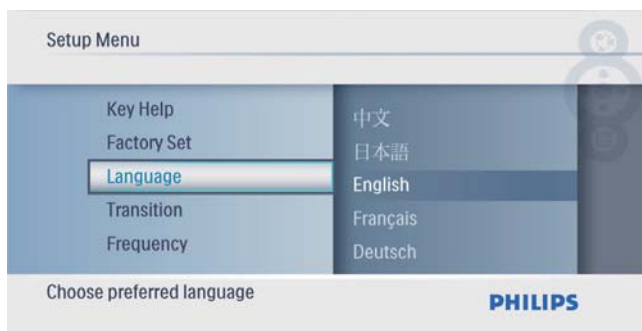 Setup Menu
Key Help
Factory Set
Language
Transition
Frequency
中文
日本語
English
Français
Deutsch
Choose preferred language
PHILIPS